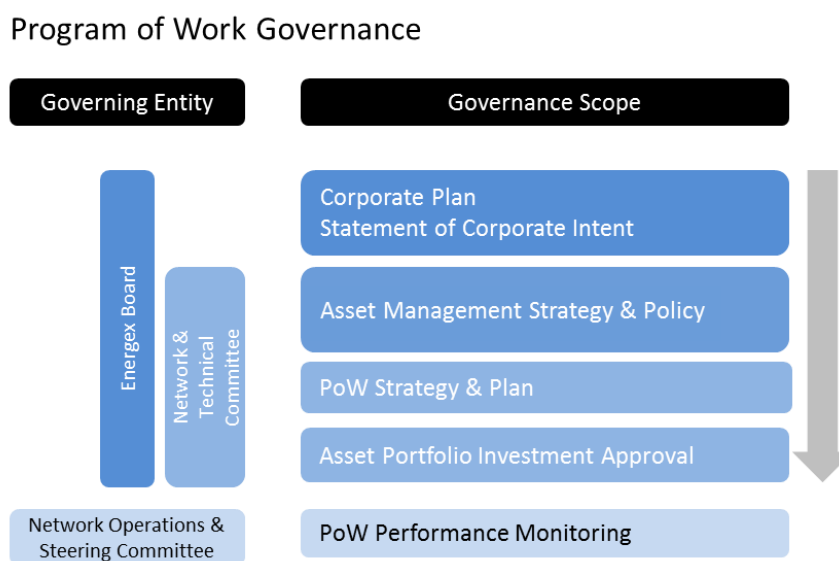 Program of Work Governance
Governing Entity
Governance Scope
Energex Board
Network &
Technical
Committee
Corporate Plan
Statement of Corporate Intent
Asset Management Strategy & Policy
PoW Strategy & Plan
Asset Portfolio Investment Approval
Network Operations &
Steering Committee
PoW Performance Monitoring